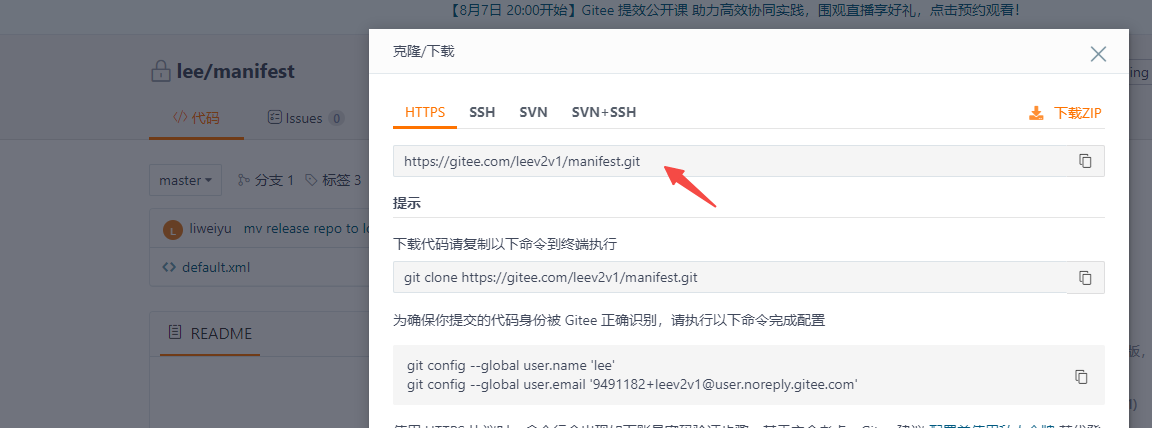 【8月7日 20:00开始】Gitee 提效公开课 助力高效协同实践，围观直播享好礼，点击预约观看！
克隆/下载
lee/manifest
ing
代码
Issues 0
HTTPS SSH SVN SVN+SSH 下载ZIP
https://gitee.com/leev2v1/manifest.git
master 分支 1 标签 3
提示
L liweiyu mv release repo to lo
下载代码请复制以下命令到终端执行
default.xml
git clone https://gitee.com/leev2v1/manifest.git
为确保你提交的代码身份被 Gitee 正确识别，请执行以下命令完成配置
README
git config --global user.name 'lee'
git config --global user.email '9491182+leev2v1@user.noreply.gitee.com'